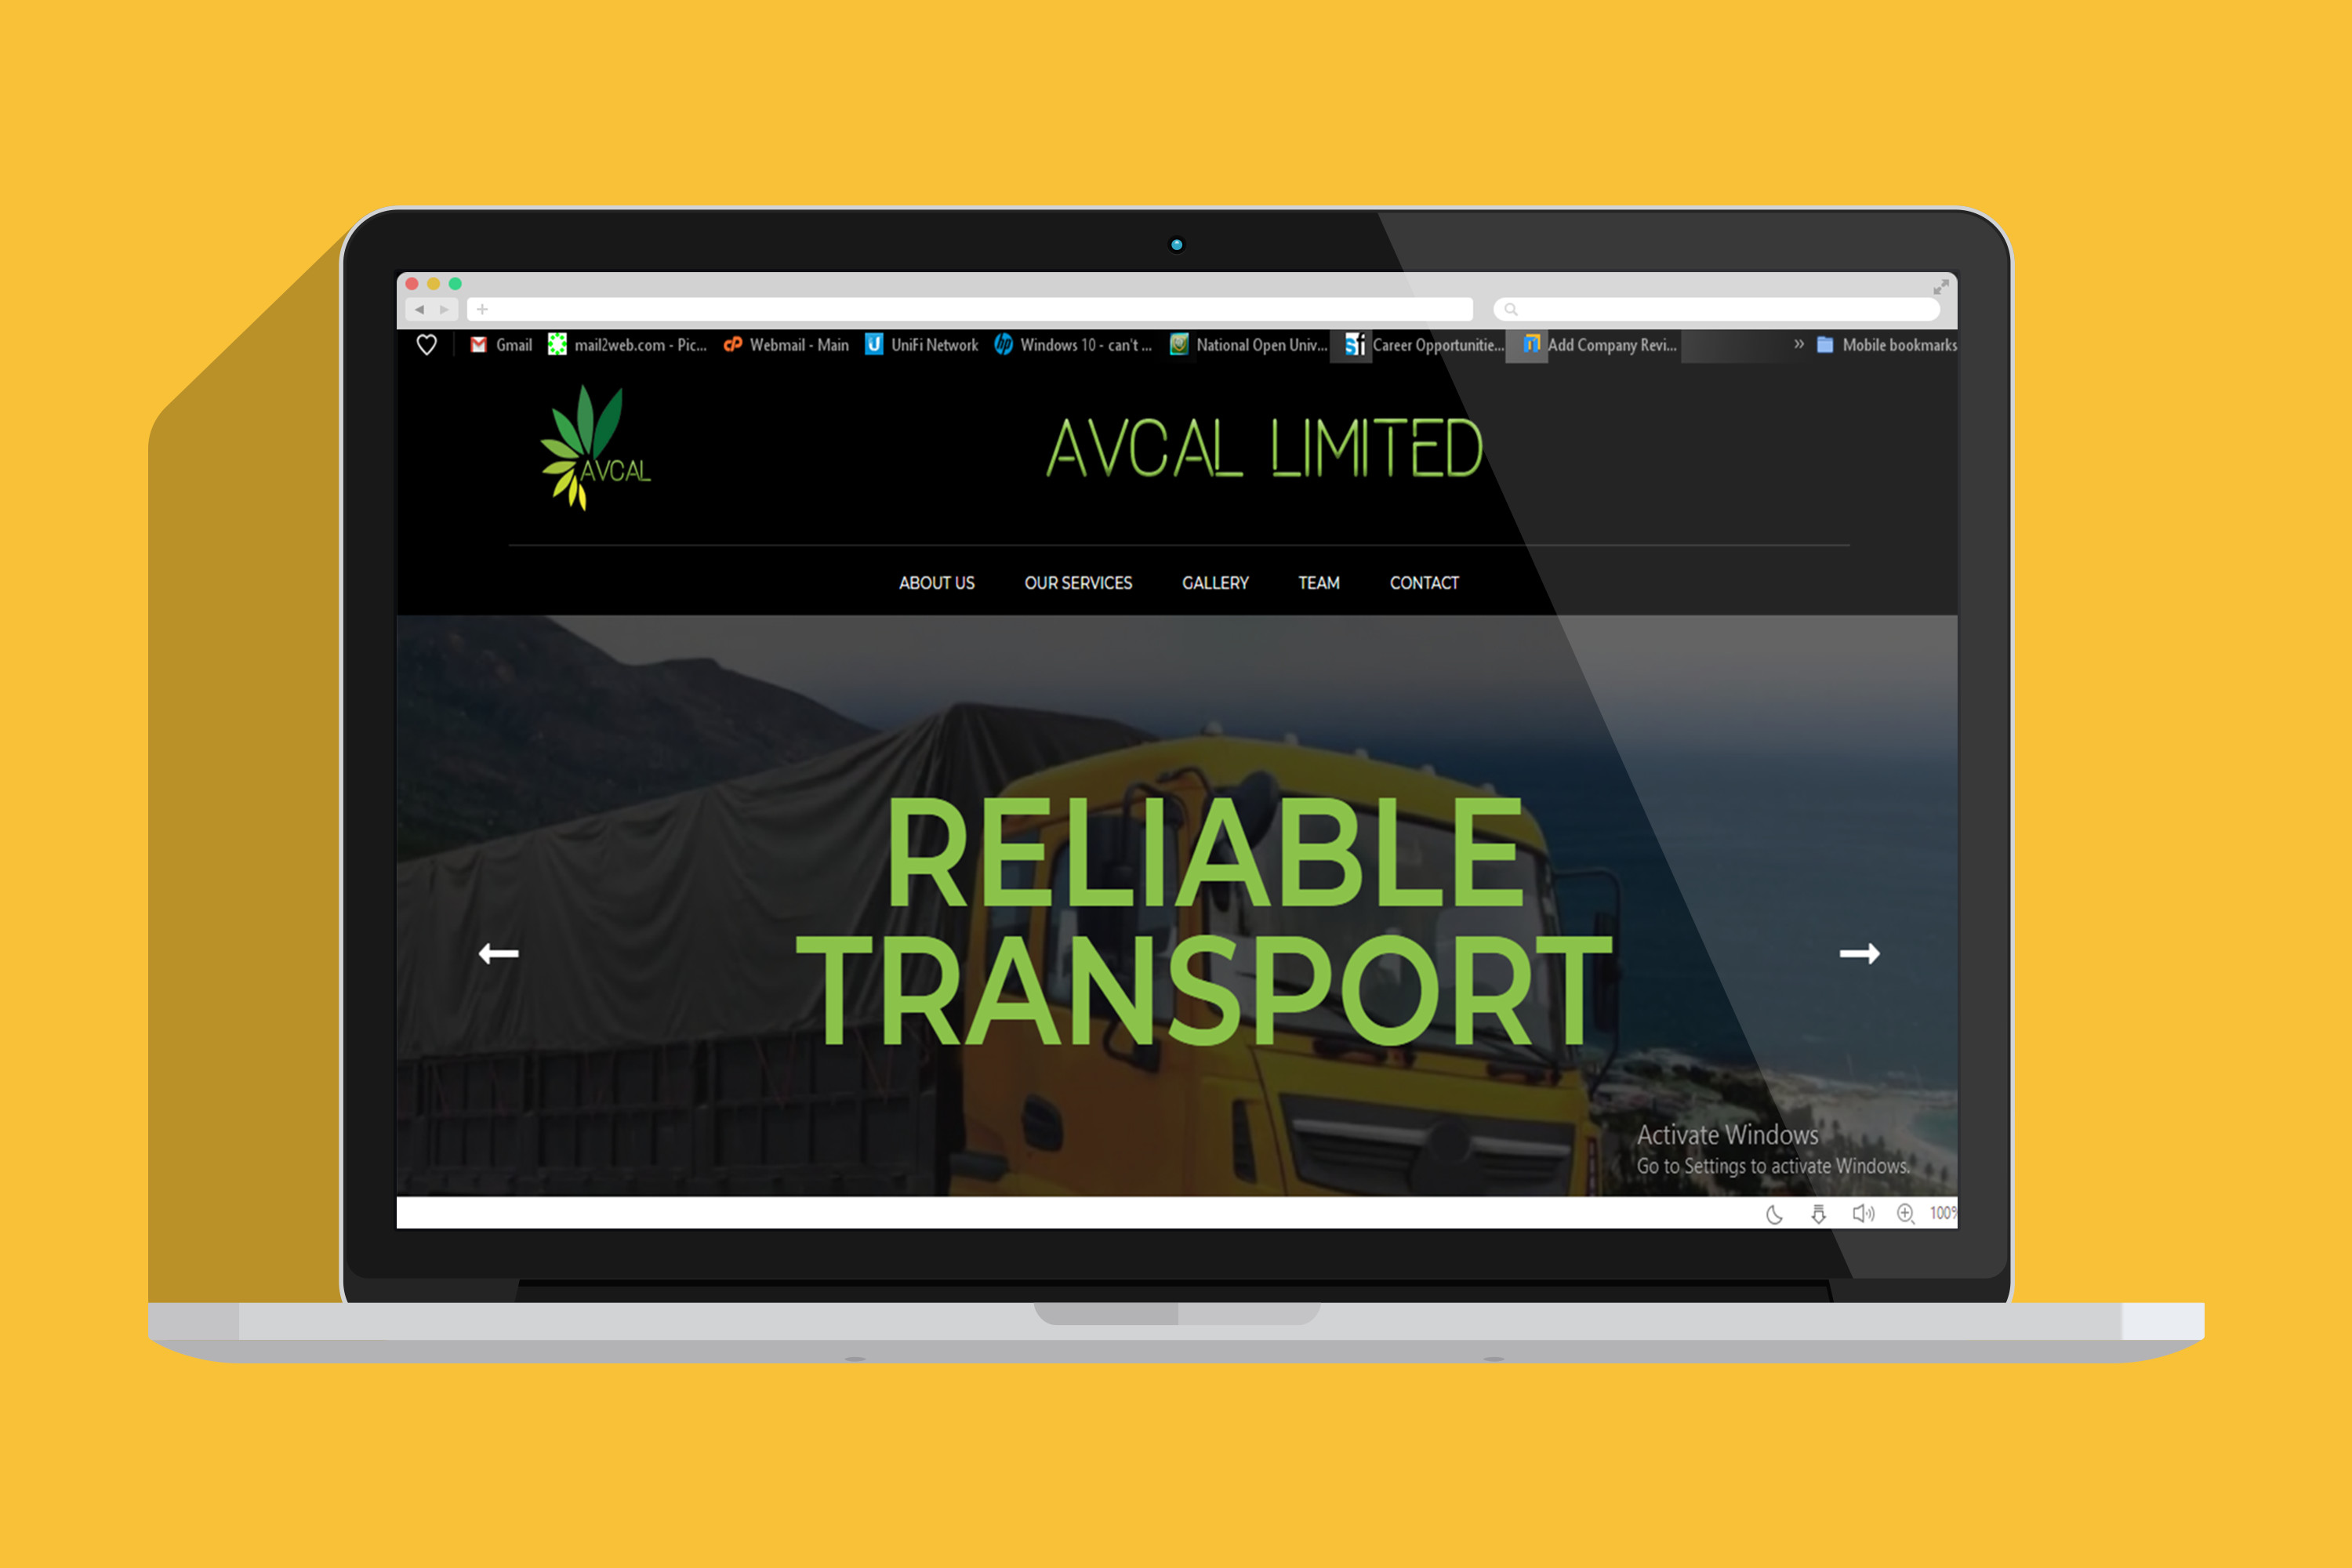 Gmail mail2web.com - Pic... Webmail - Main UniFi Network Windows 10 - can't ... National Open Univ... Career Opportunitie... Add Company Revi... » Mobile bookmarks
AVCAL
AVCAL LIMITED
ABOUT US OUR SERVICES GALLERY TEAM CONTACT
RELIABLE
TRANSPORT
Activate Windows
Go to Settings to activate Windows.
100%